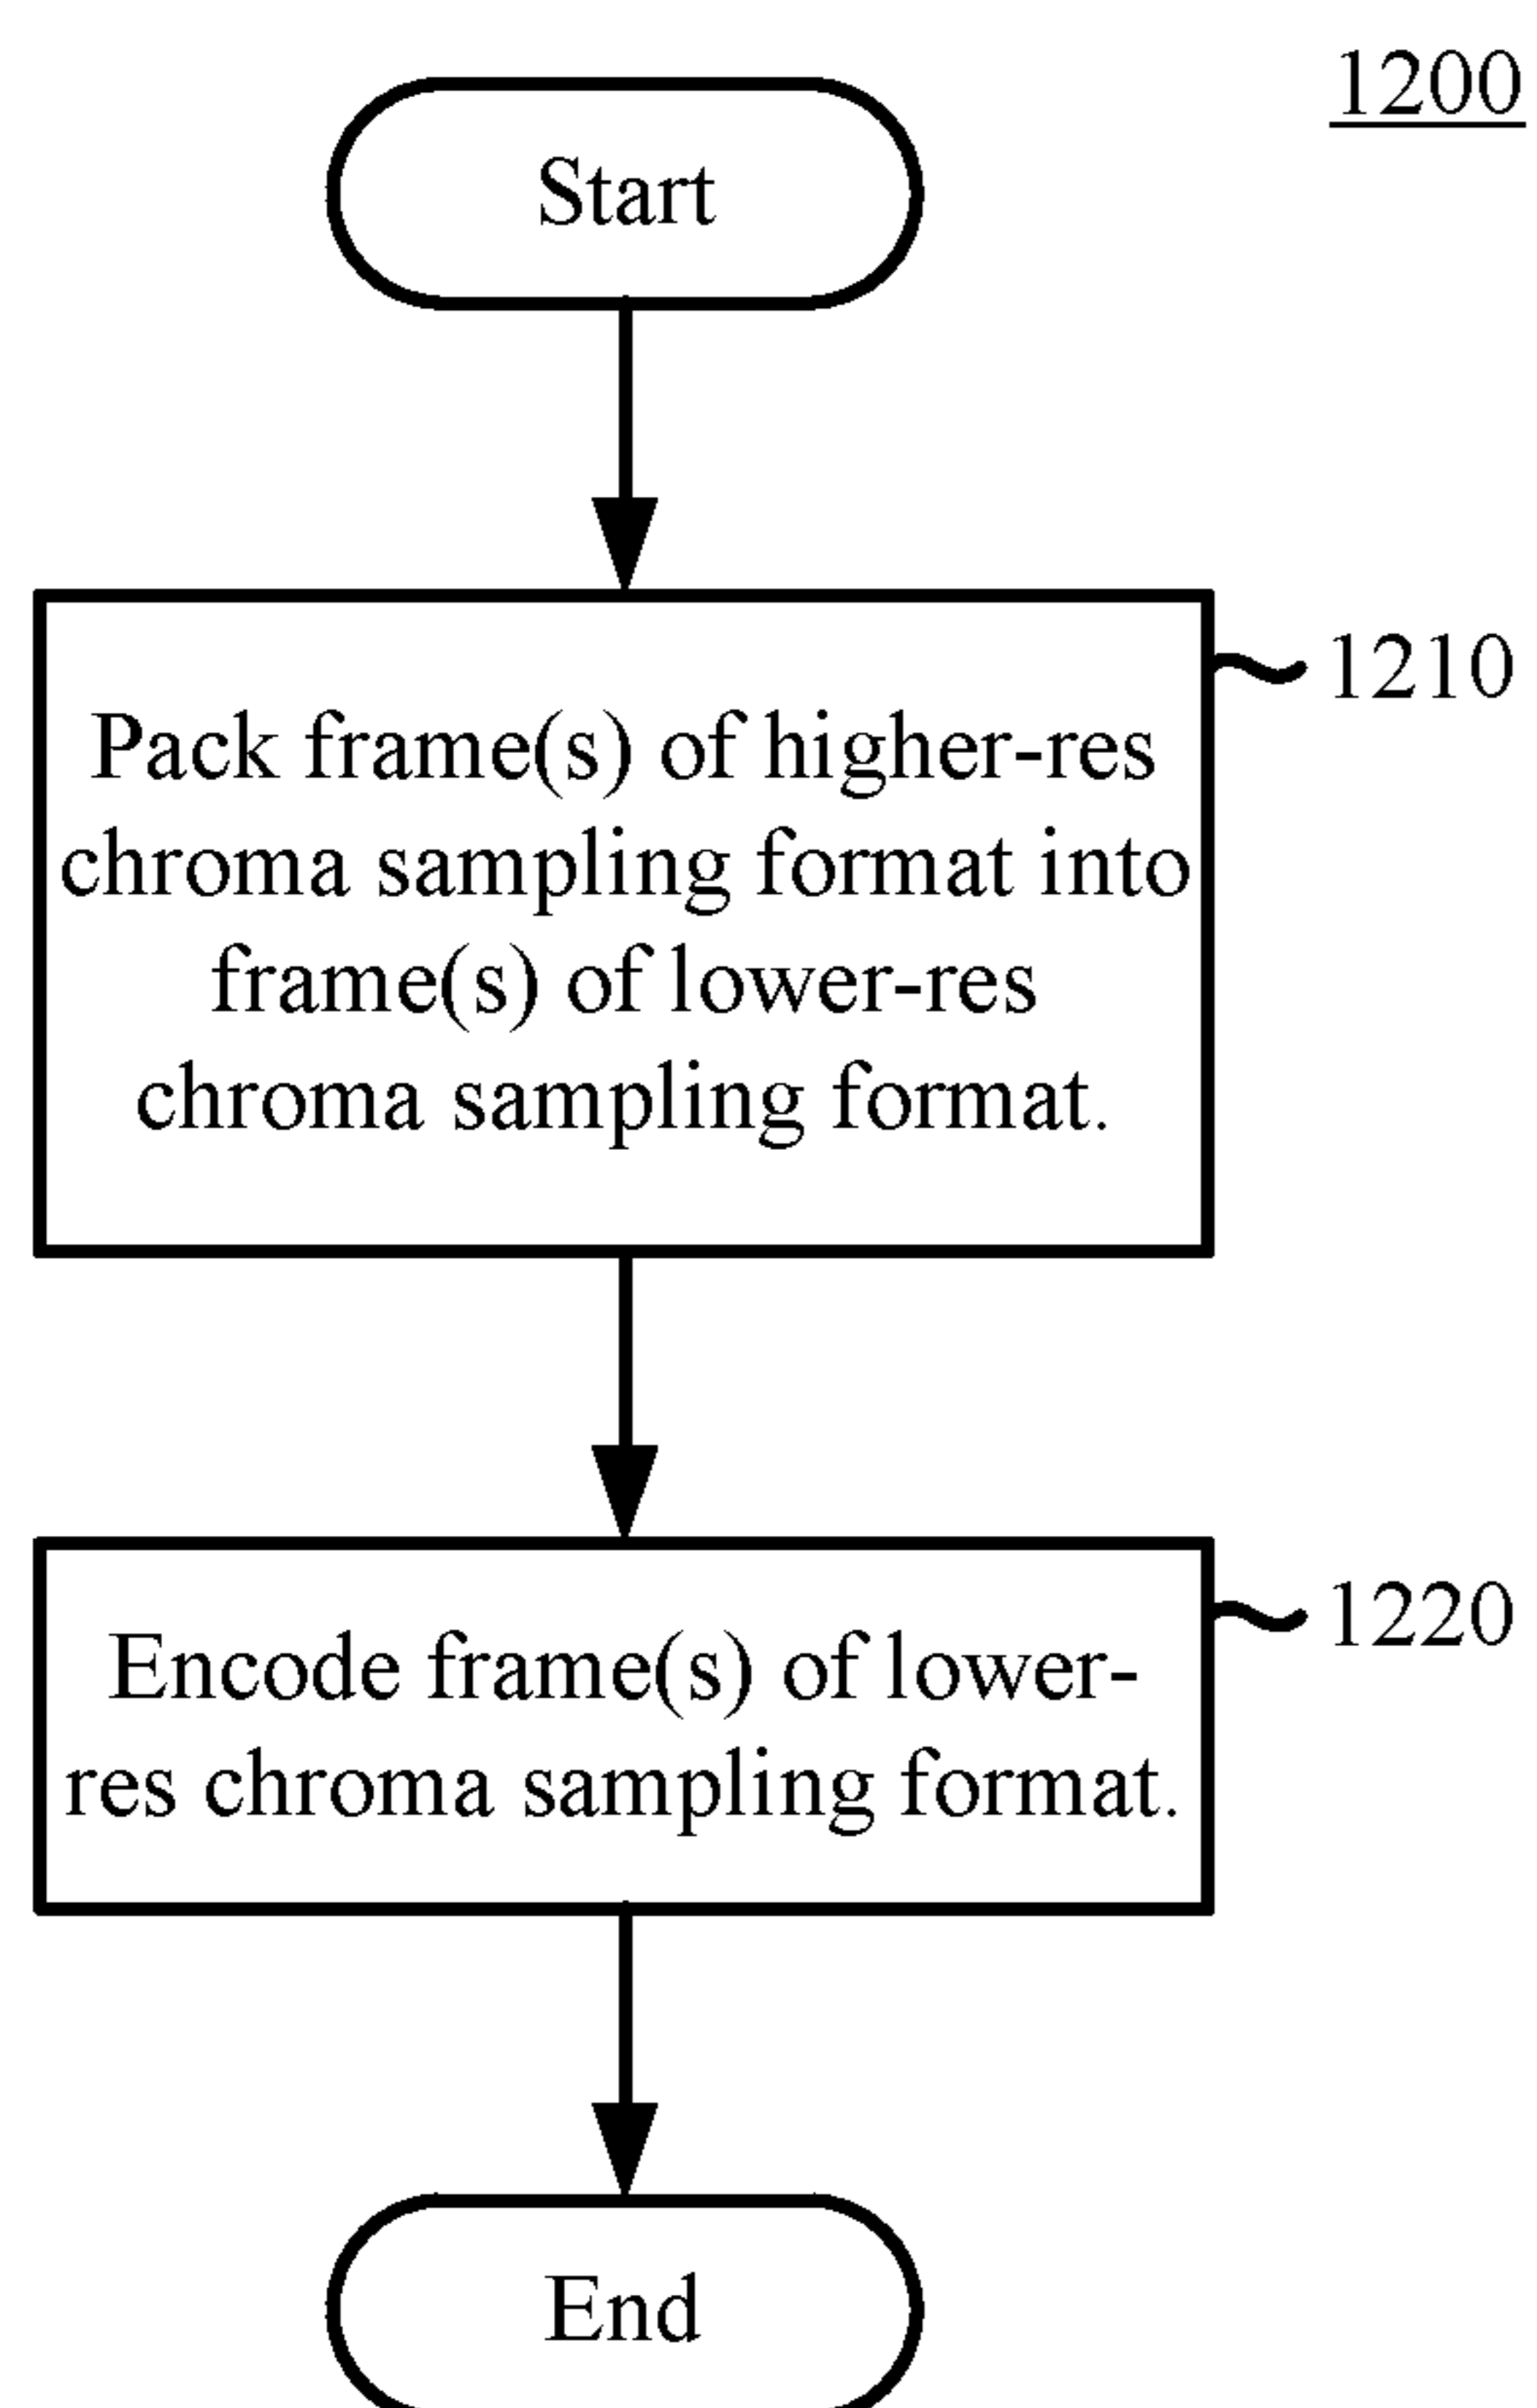 1200
Start
1210
Pack frame(s) of higher-res
chroma sampling format into
frame(s) of lower-res
chroma sampling format.
1220
Encode frame(s) of lower-
res chroma sampling format.
End